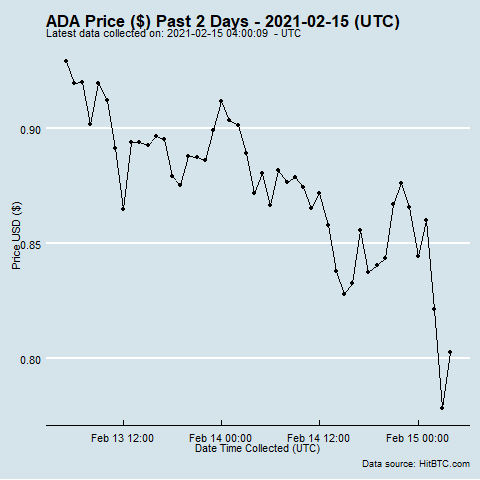 ADA Price ($) Past 2 Days - 2021-02-15 (UTC)
Latest data collected on: 2021-02-15 04:00:09 - UTC
0.90
0.85
0.80
Price USD ($)
Feb 13 12:00 Feb 14 00:00 Feb 14 12:00 Feb 15 00:00
Date Time Collected (UTC)
Data source: HitBTC.com